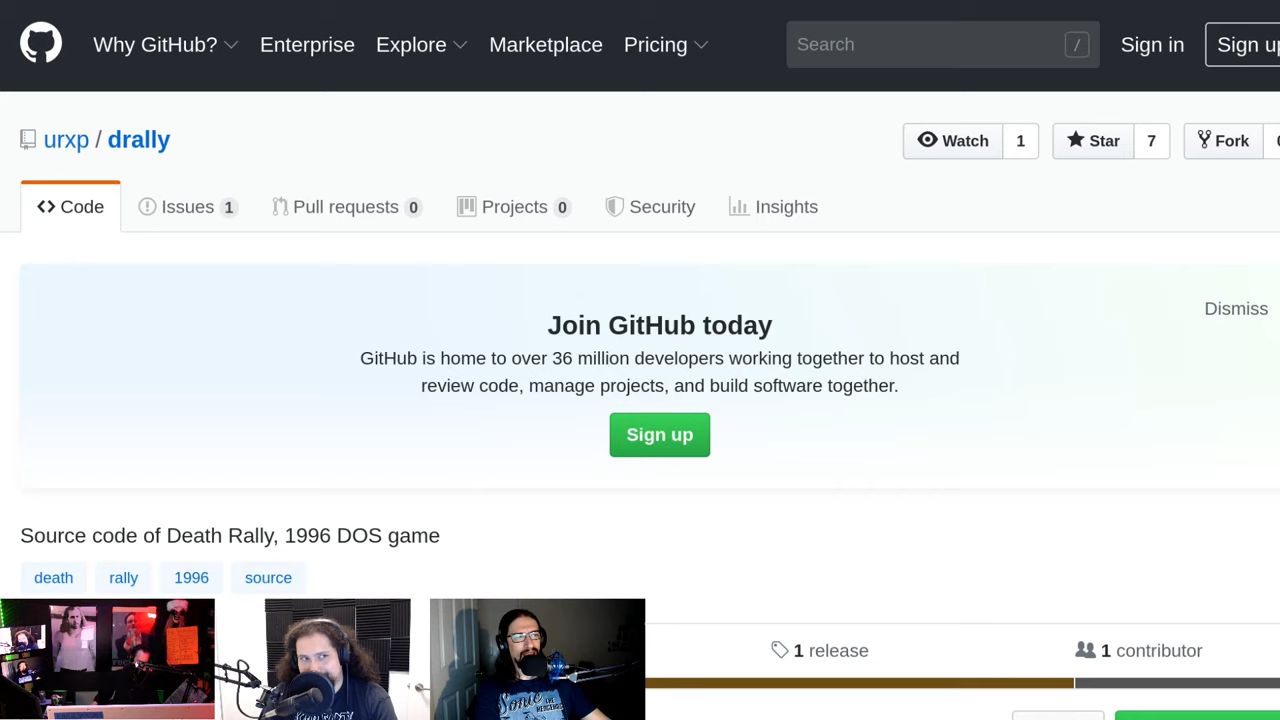 Why GitHub? Enterprise Explore Marketplace Pricing Search / Sign in Sign up
urxp / drally Watch 1 Star 7 Fork
Code Issues 1 Pull requests 0 Projects 0 Security Insights
Dismiss
Join GitHub today
GitHub is home to over 36 million developers working together to host and
review code, manage projects, and build software together.
Sign up
Source code of Death Rally, 1996 DOS game
death rally 1996 source
1 release 1 contributor
Sonic